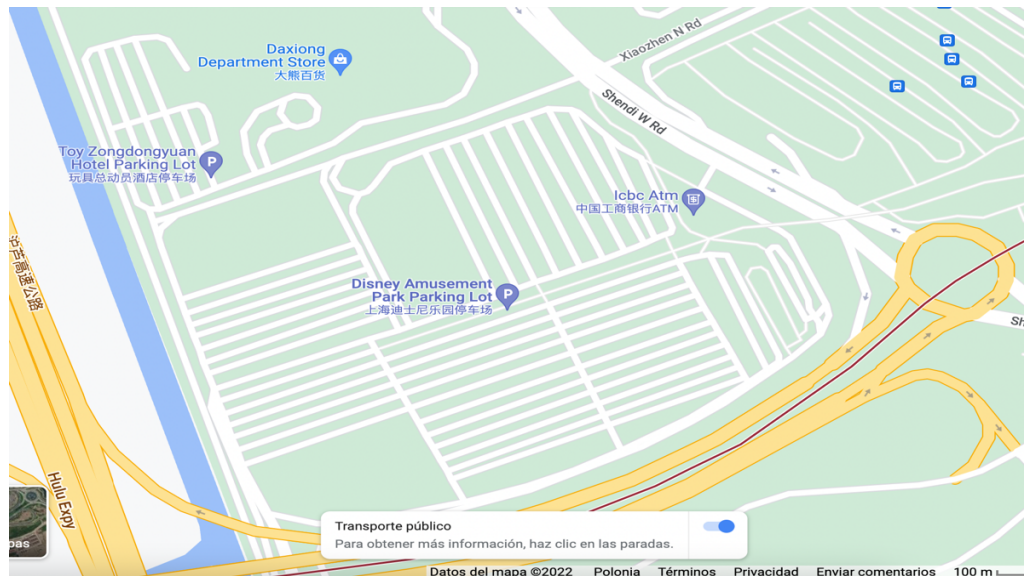 Xiaozhen N Rd
Daxiong
Department Store
大熊百货
Shendi W Rd
Toy Zongdongyuan
Hotel Parking Lot
玩具总动员酒店停车场
P
Icbc Atm
中国工商银行ATM
沪芦高速公路
Disney Amusement
Park Parking Lot
上海迪士尼乐园停车场
P
Sh
Hulu Expy
pas
Transporte público
Para obtener más información, haz clic en las paradas.
Datos del mapa ©2022 Polonia Términos Privacidad Enviar comentarios 100 m